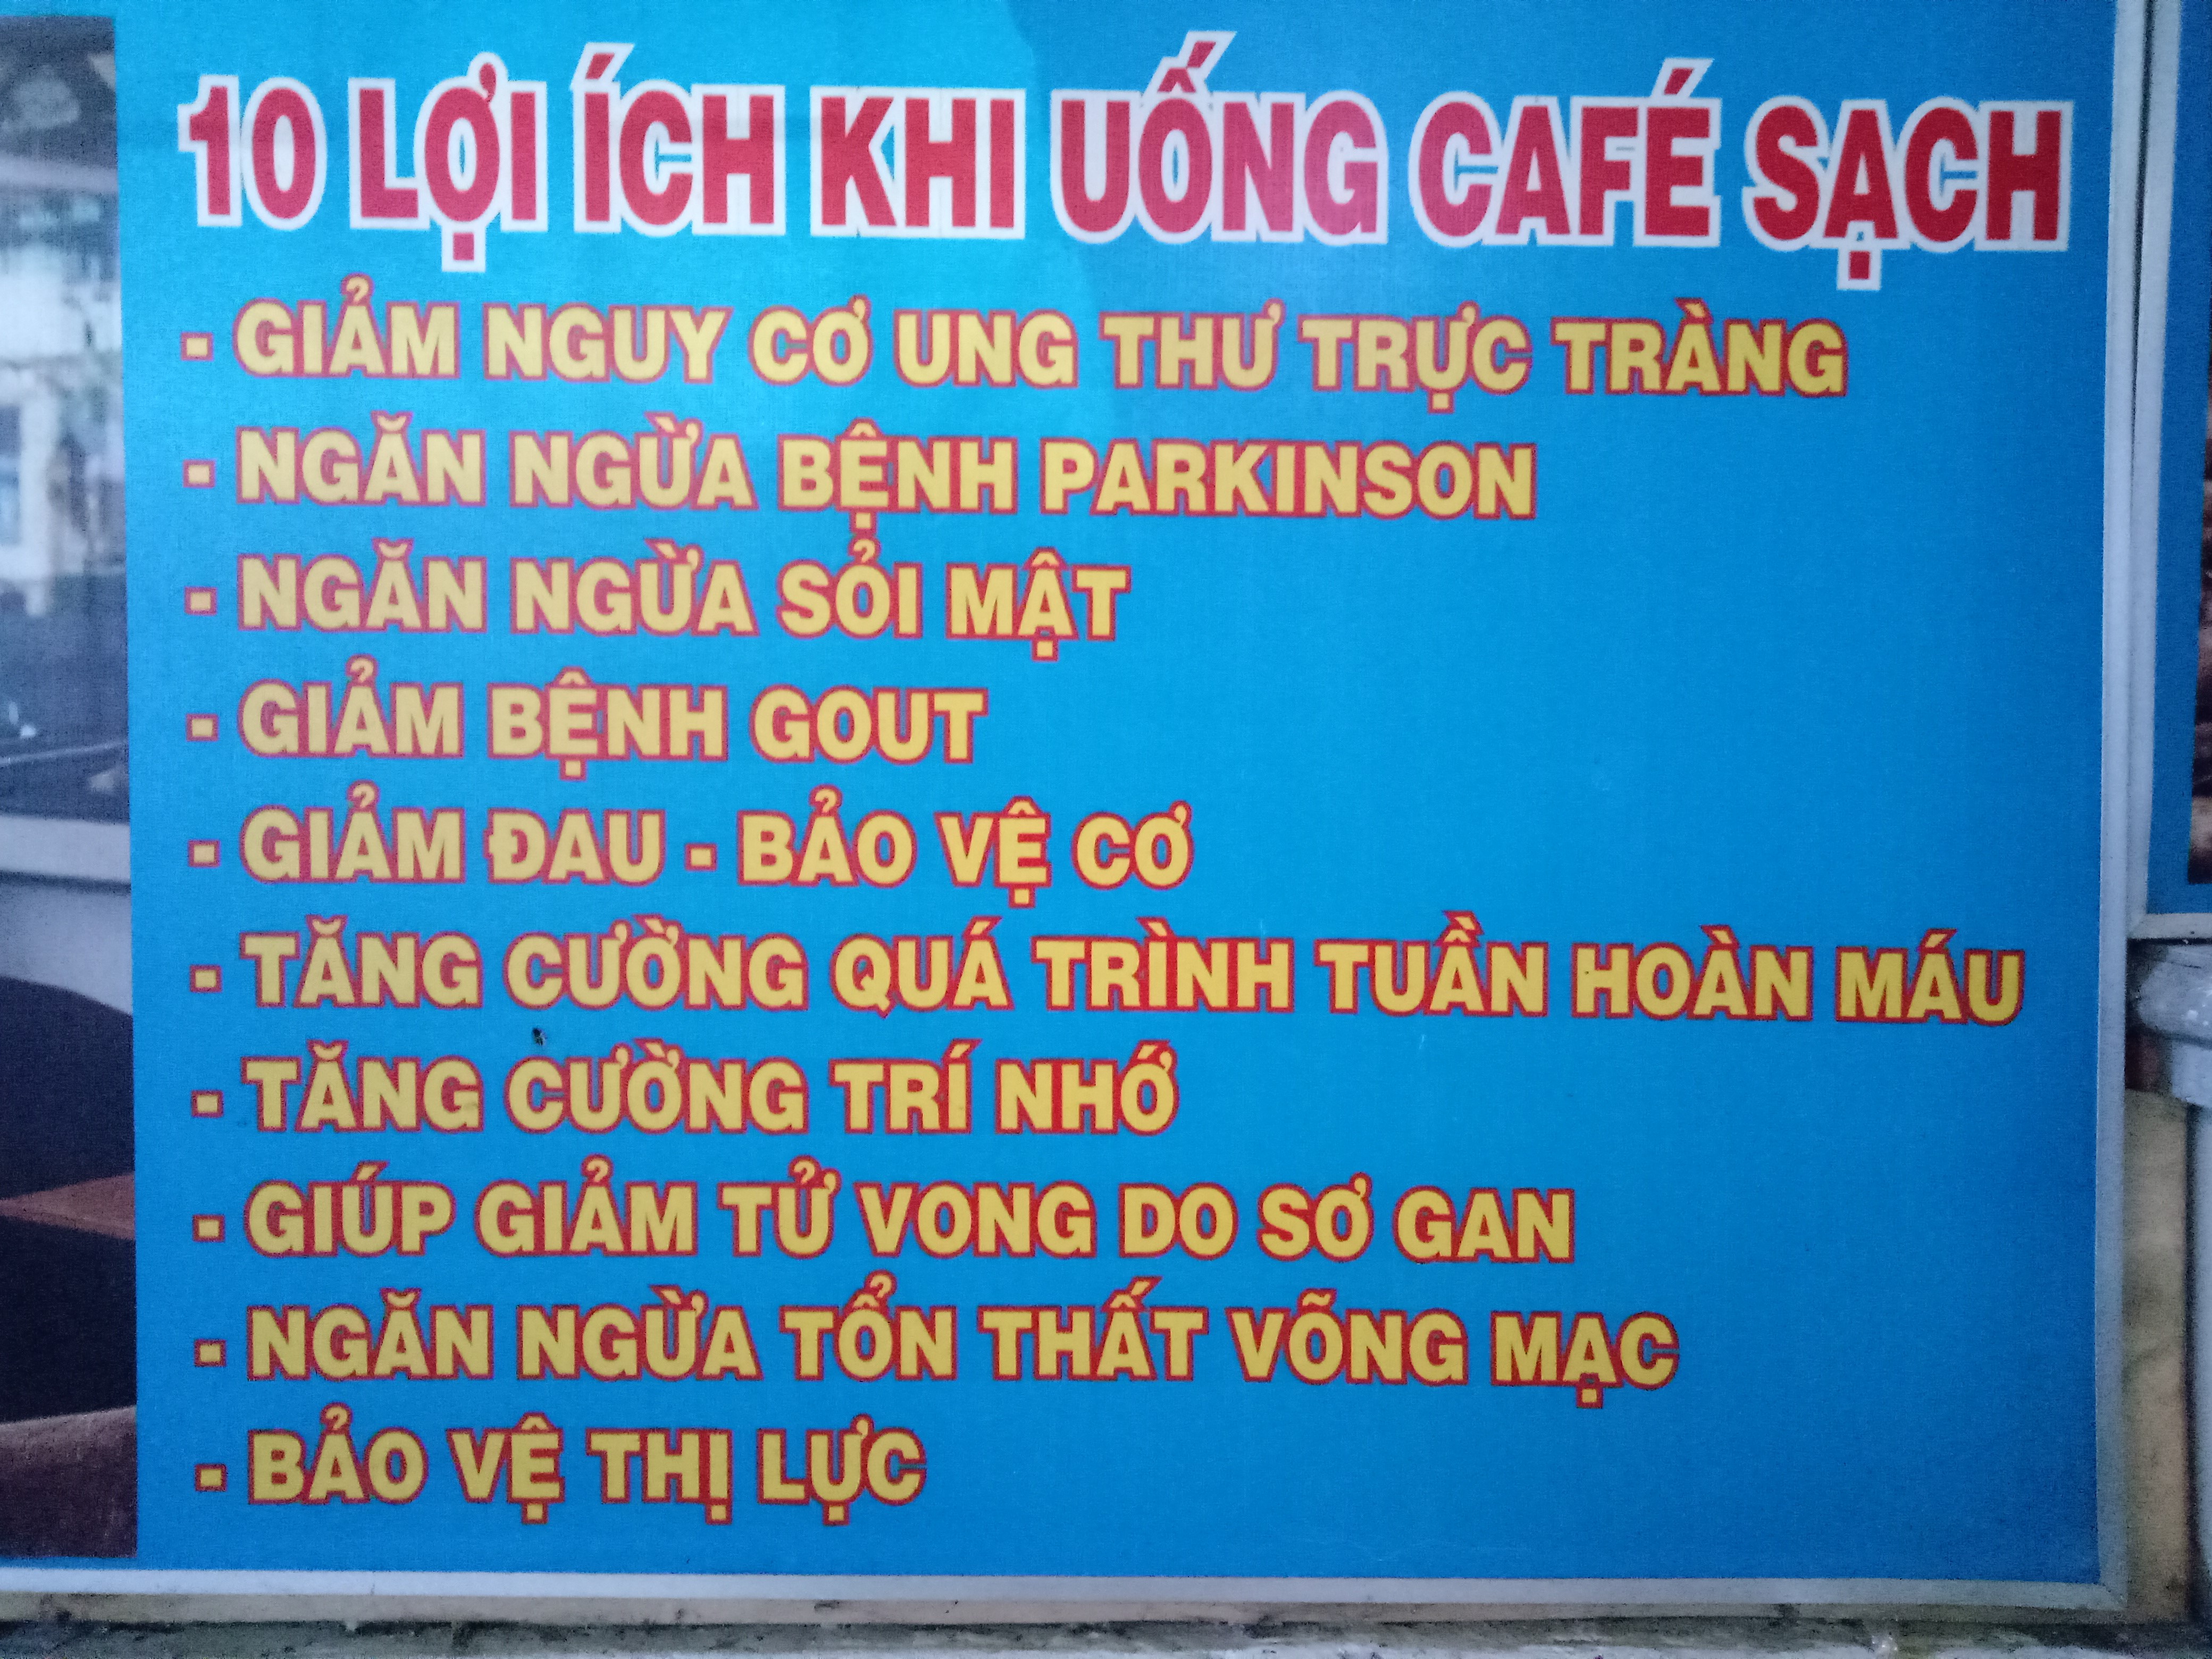 10 LỢI ÍCH KHI UỐNG CAFÉ SẠCH
- GIẢM NGUY CƠ UNG THƯ TRỰC TRÀNG
- NGĂN NGỪA BỆNH PARKINSON
- NGĂN NGỪA SỎI MẬT
- GIẢM BỆNH GOUT
- GIẢM ĐAU - BẢO VỆ CƠ
- TĂNG CƯỜNG QUÁ TRÌNH TUẦN HOÀN MÁU
- TĂNG CƯỜNG TRÍ NHỚ
- GIÚP GIẢM TỬ VONG DO SƠ GAN
- NGĂN NGỪA TỔN THẤT VÕNG MẠC
- BẢO VỆ THỊ LỰC